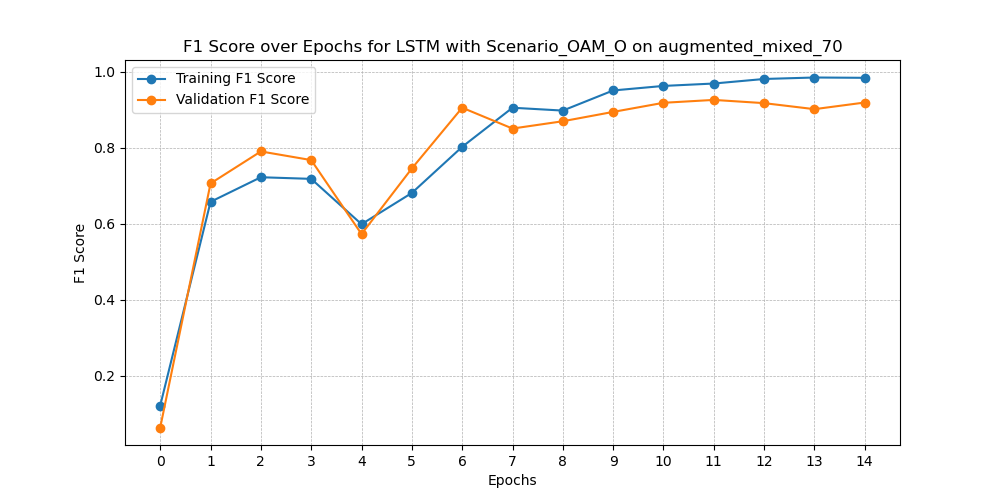 F1 Score over Epochs for LSTM with Scenario_OAM_O on augmented_mixed_70
Training F1 Score
Validation F1 Score
1.0
0.8
0.6
0.4
0.2
F1 Score
0 1 2 3 4 5 6 7 8 9 10 11 12 13 14
Epochs